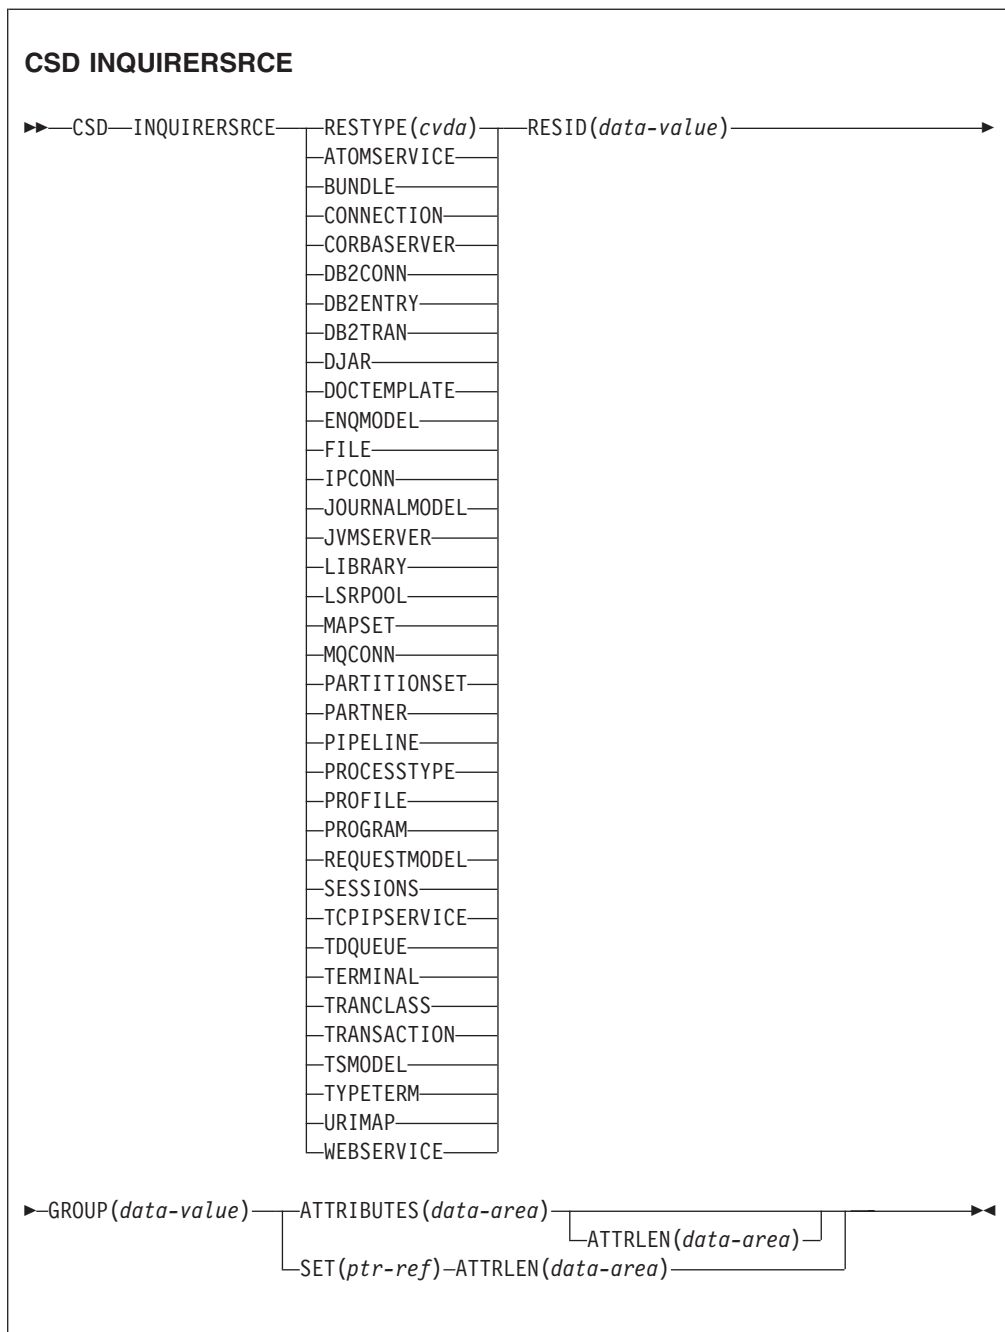 CSD INQUIRERSRCE
CSD INQUIRERSRCE RESTYPE(cvda) RESID(data-value)
ATOMSERVICE
BUNDLE
CONNECTION
CORBASERVER
DB2CONN
DB2ENTRY
DB2TRAN
DJAR
DOCTEMPLATE
ENQMODEL
FILE
IPCONN
JOURNALMODEL
JVMSERVER
LIBRARY
LSRPOOL
MAPSET
MQCONN
PARTITIONSET
PARTNER
PIPELINE
PROCESSTYPE
PROFILE
PROGRAM
REQUESTMODEL
SESSIONS
TCPIPSERVICE
TDQUEUE
TERMINAL
TRANCLASS
TRANSACTION
TSMODEL
TYPETERM
URIMAP
WEBSERVICE
GROUP(data-value) ATTRIBUTES(data-area)
ATTRLEN(data-area)
SET(ptr-ref) ATTRLEN(data-area)